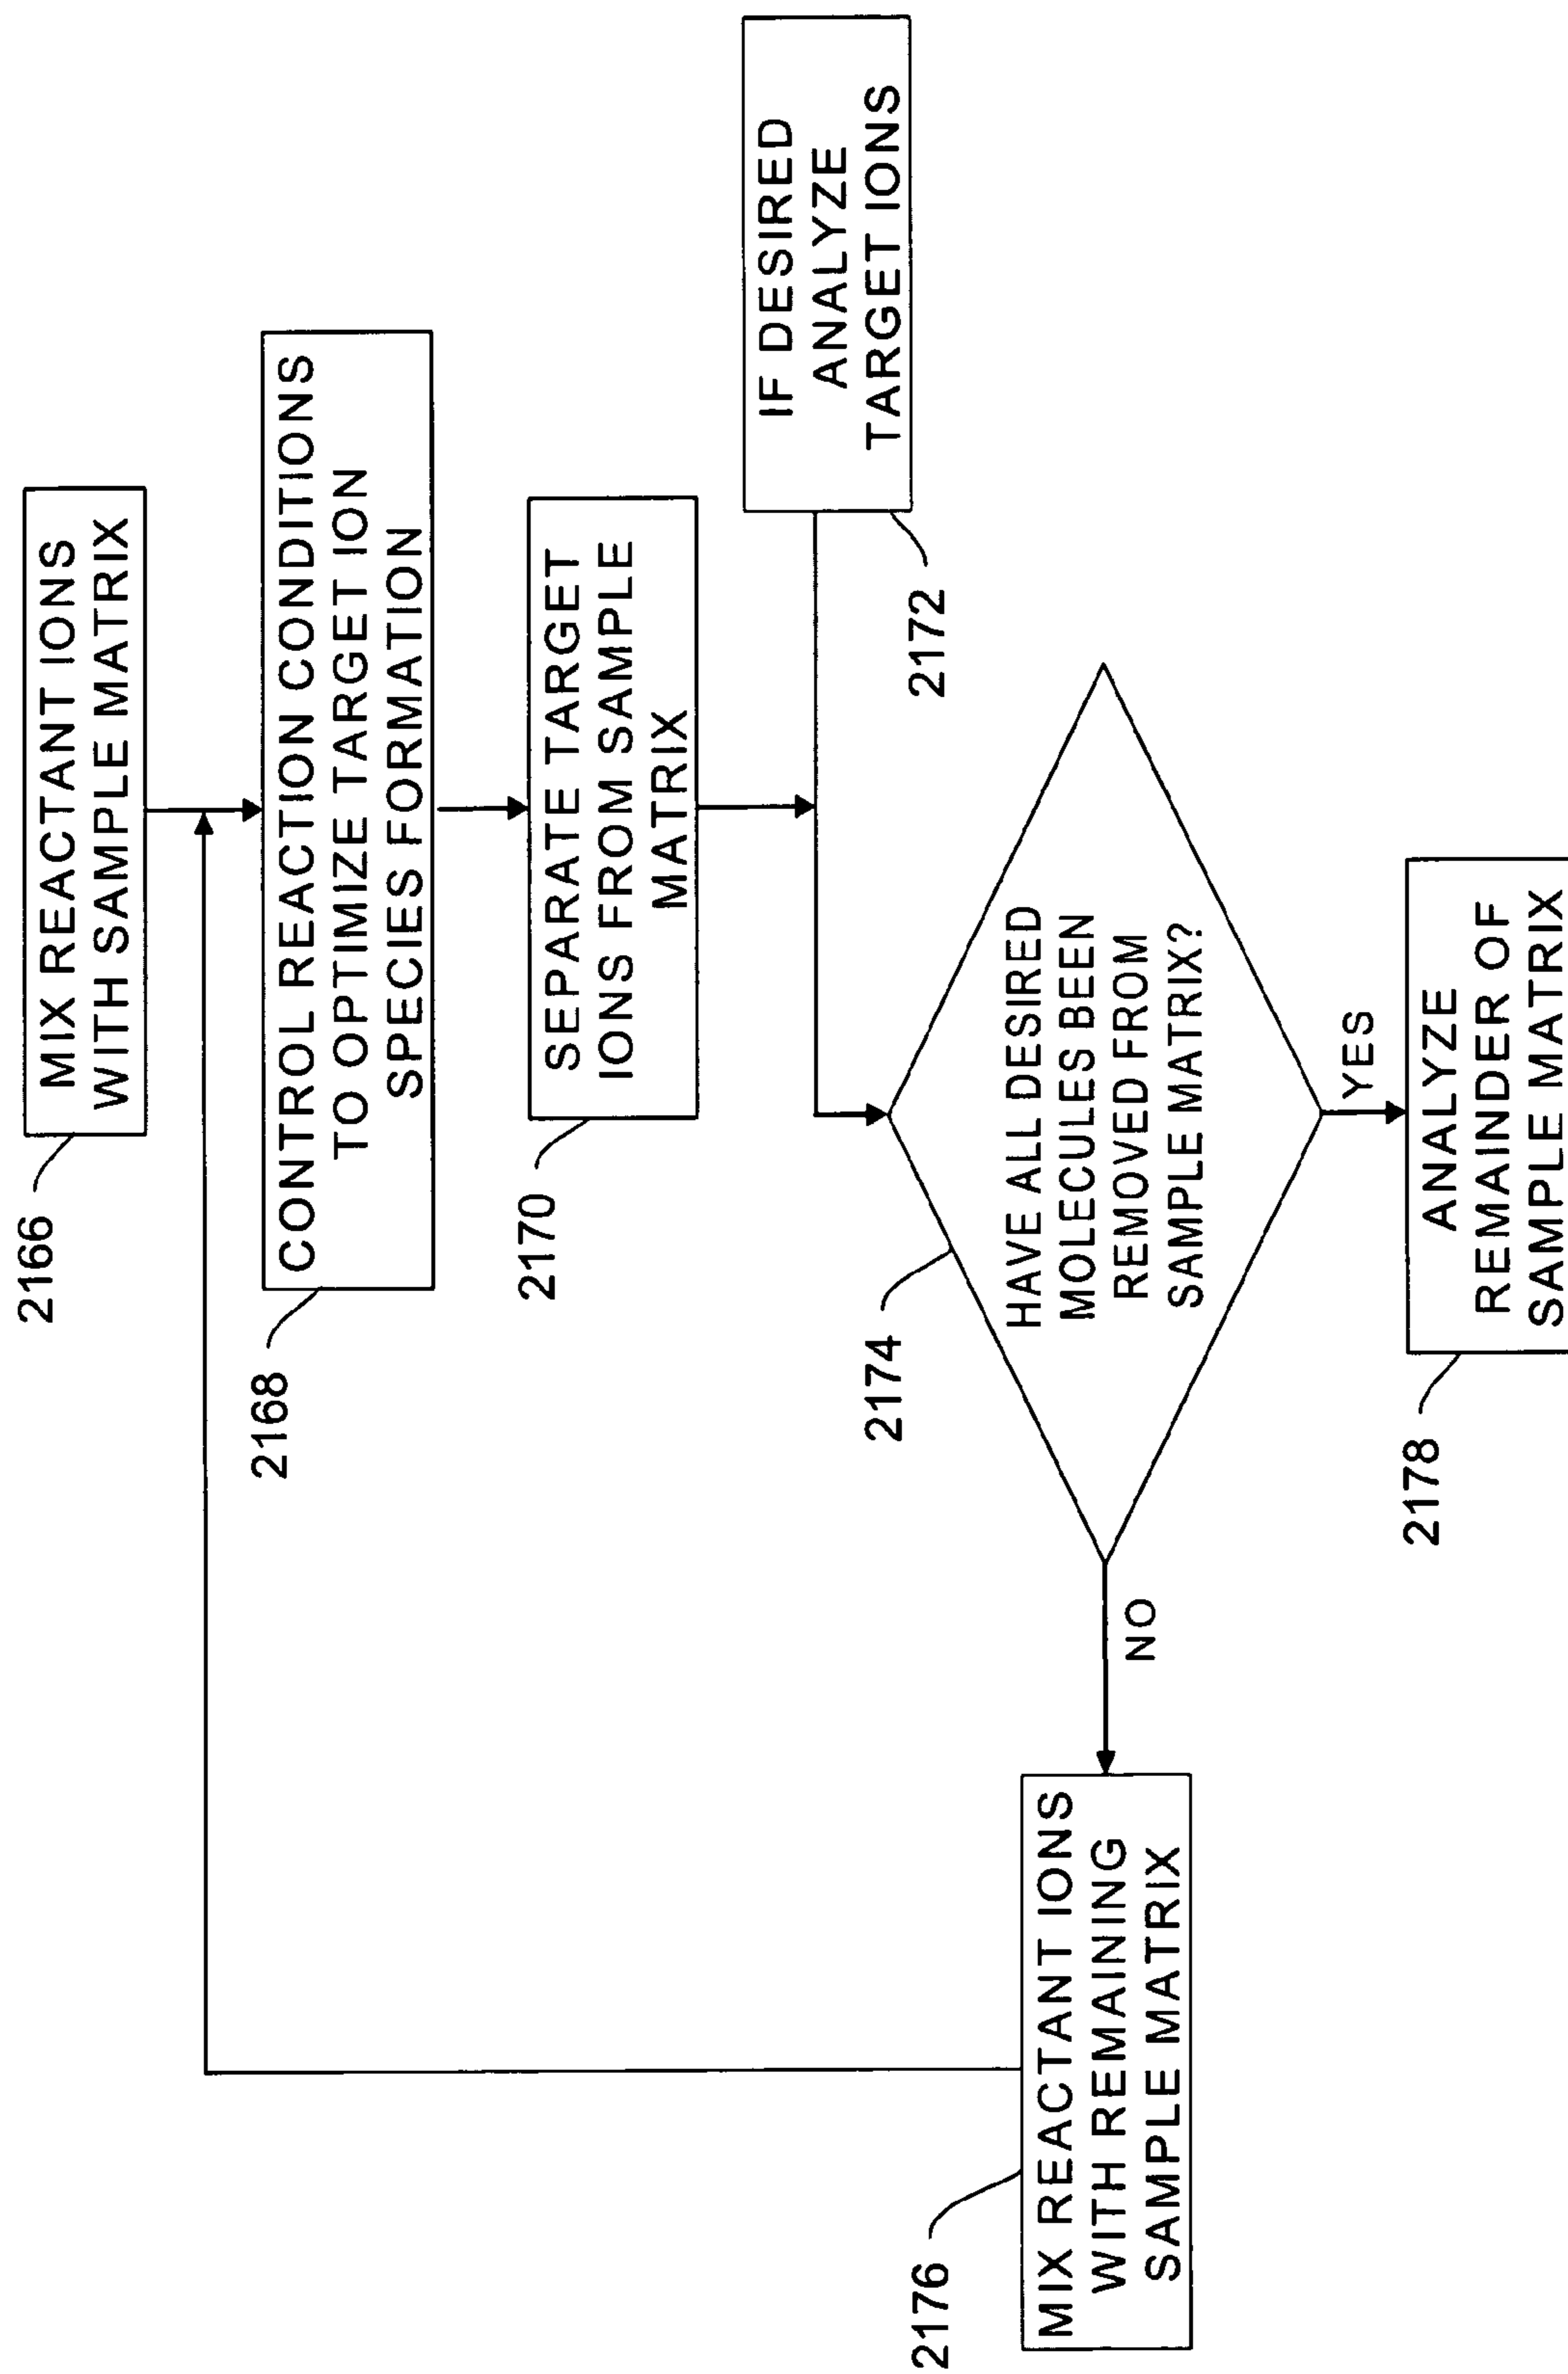 2166
MIX REACTANT IONS
WITH SAMPLE MATRIX
2168
CONTROL REACTION CONDITIONS
TO OPTIMIZE TARGET ION
SPECIES FORMATION
2170
SEPARATE TARGET
IONS FROM SAMPLE
MATRIX
IF DESIRED
ANALYZE
TARGET IONS
2172
2174
HAVE ALL DESIRED
MOLECULES BEEN
REMOVED FROM
SAMPLE MATRIX?
NO
2176
MIX REACTANT IONS
WITH REMAINING
SAMPLE MATRIX
YES
2178
ANALYZE
REMAINDER OF
SAMPLE MATRIX